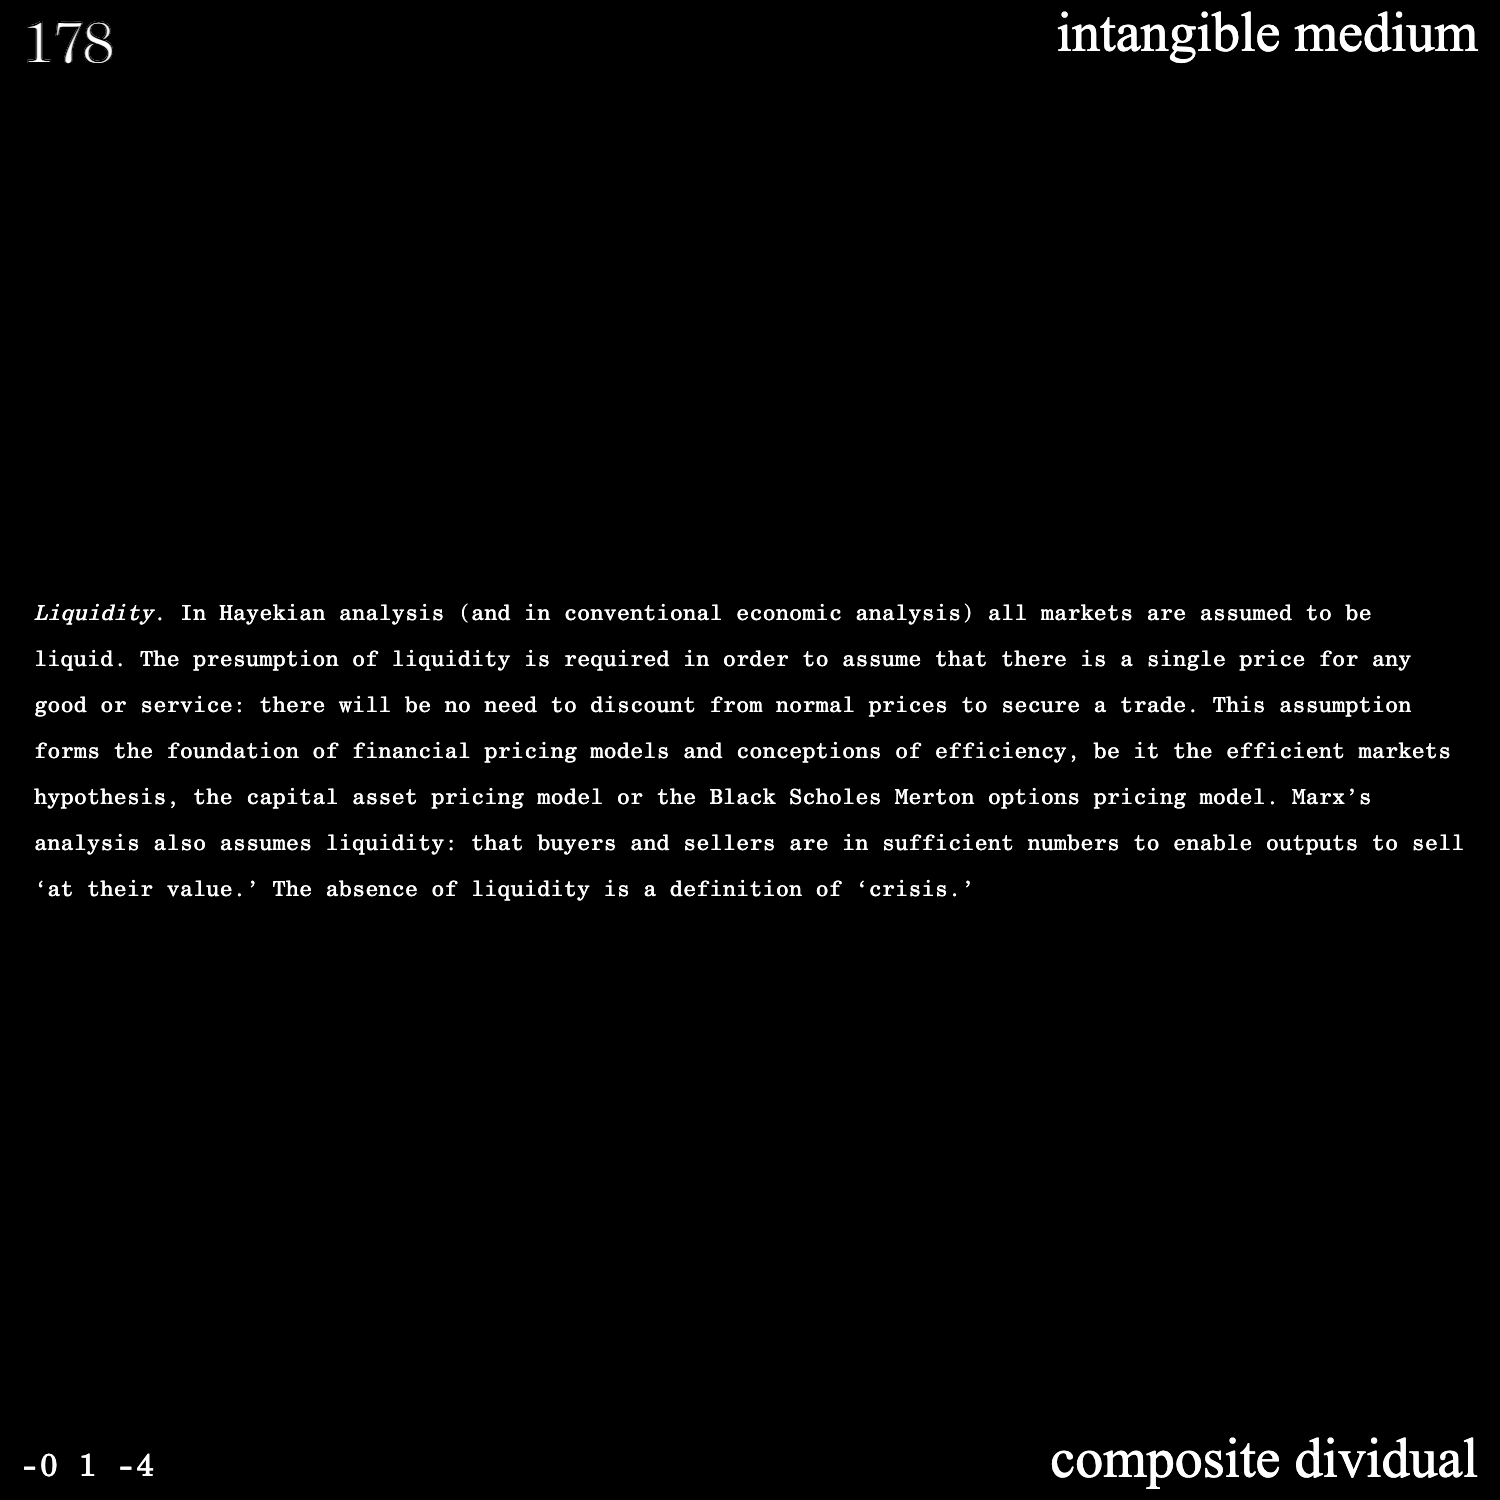 178
intangible medium
Liquidity. In Hayekian analysis (and in conventional economic analysis) all markets are assumed to be
liquid. The presumption of liquidity is required in order to assume that there is a single price for any
good or service: there will be no need to discount from normal prices to secure a trade. This assumption
forms the foundation of financial pricing models and conceptions of efficiency, be it the efficient markets
hypothesis, the capital asset pricing model or the Black Scholes Merton options pricing model. Marx’s
analysis also assumes liquidity: that buyers and sellers are in sufficient numbers to enable outputs to sell
‘at their value.’ The absence of liquidity is a definition of ‘crisis.’
-0 1 -4
composite dividual